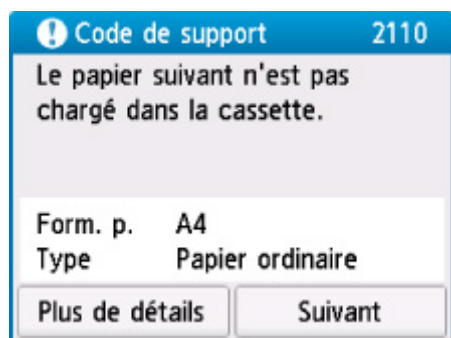 Code de support 2110
Le papier suivant n'est pas
chargé dans la cassette.
Form. p. A4
Type Papier ordinaire
Plus de détails Suivant